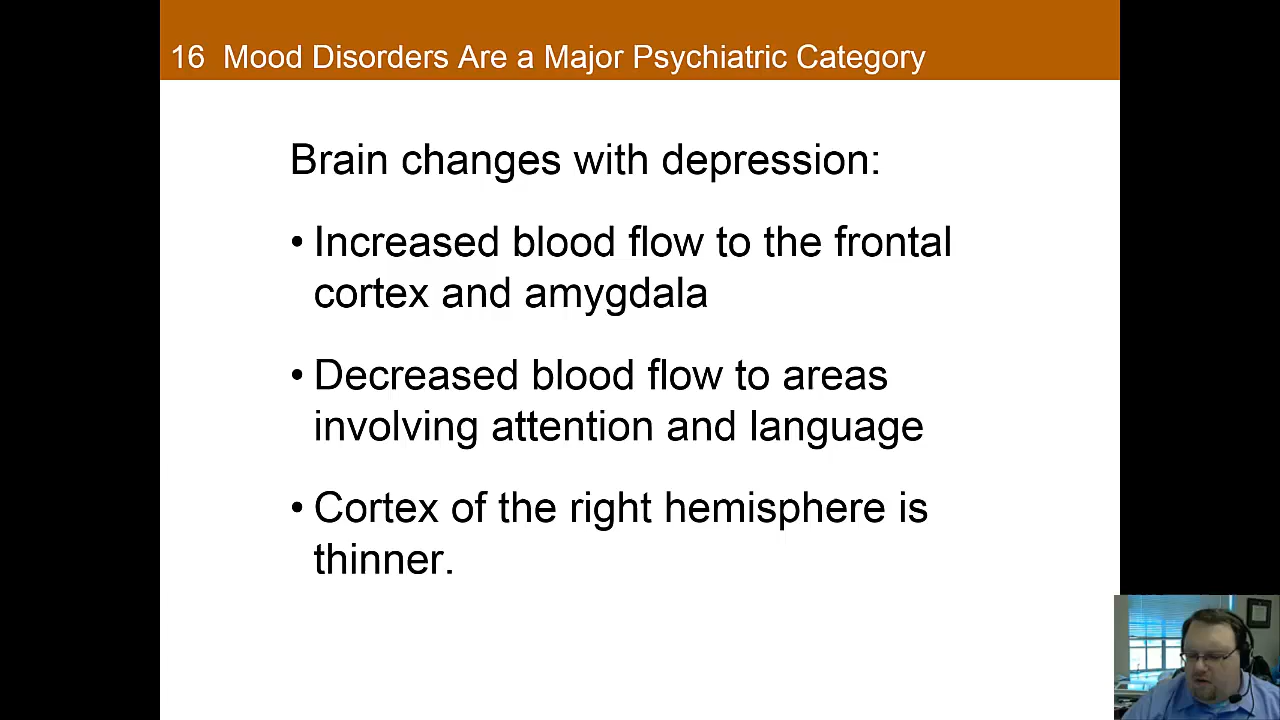 16 Mood Disorders Are a Major Psychiatric Category
Brain changes with depression:
• Increased blood flow to the frontal
cortex and amygdala
• Decreased blood flow to areas
involving attention and language
• Cortex of the right hemisphere is
thinner.